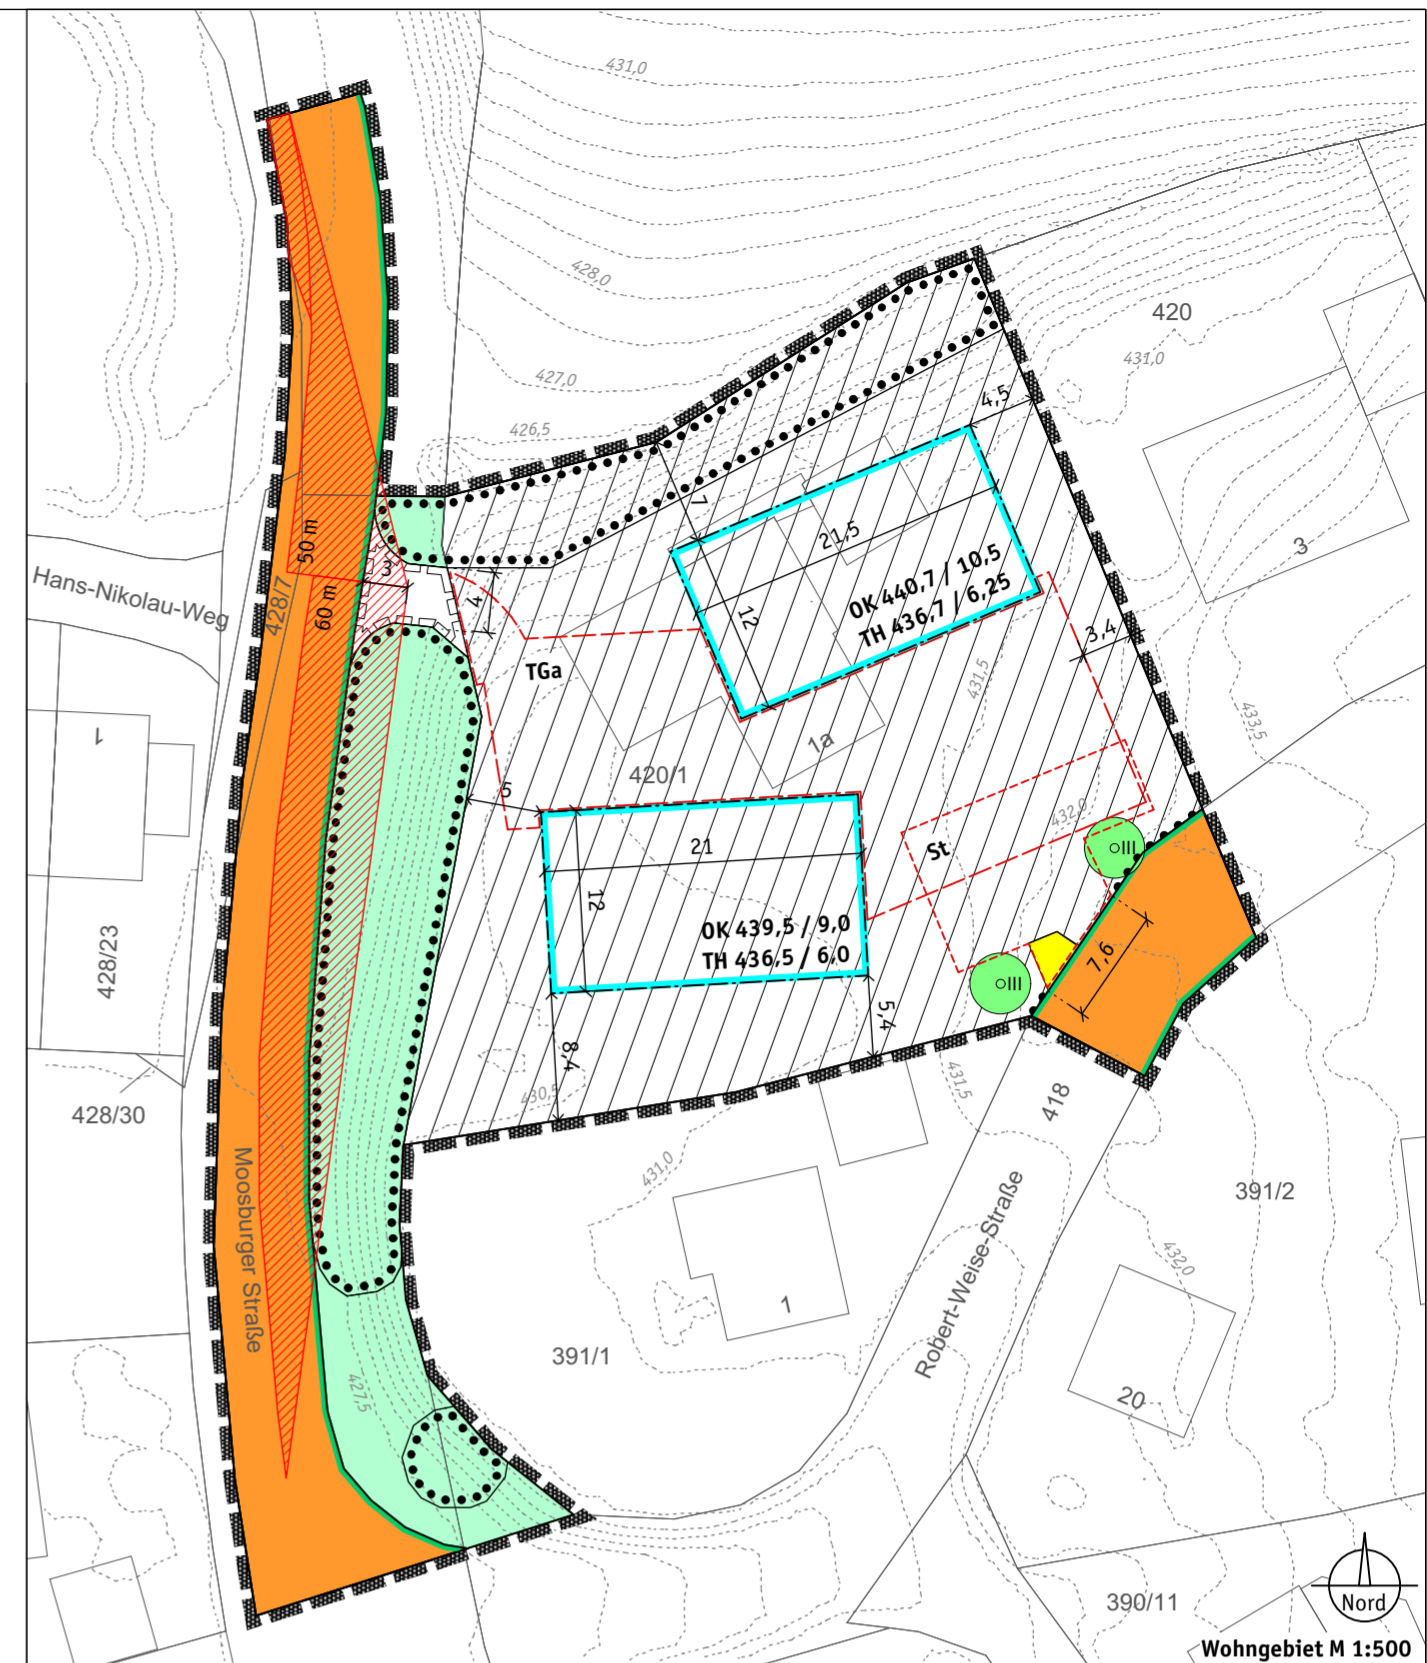 431,0
428,0
427,0
426,5
420
431,0
4,5
7
21,5
3
12
OK 440,7 / 10,5
TH 436,7 / 6,25
50 m
60 m
3
4
Hans-Nikolau-Weg
428/7
TGa
3,4
431,5
433,5
1
1a
420/1
5
432,0
21
St
III
12
OK 439,5 / 9,0
TH 436,5 / 6,0
428/23
7,6
III
5,4
8,4
430,5
431,5
418
428/30
Moosburger Straße
431,0
391/2
432,0
Robert-Weise-Straße
1
391/1
427,5
20
390/11
Nord
Wohngebiet M 1:500